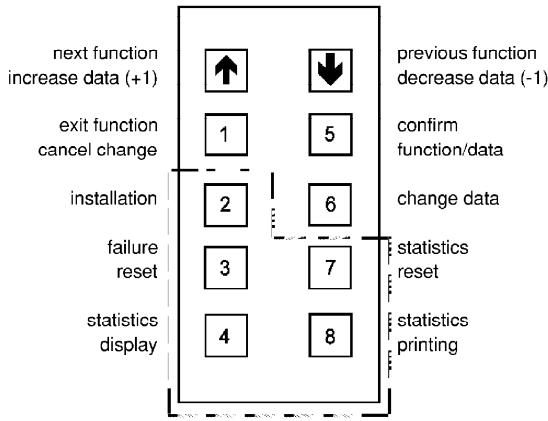 next function
increase data (+1)
previous function
decrease data (-1)
exit function
cancel change
1
5
confirm
function/data
installation
2
6
change data
failure
reset
3
7
statistics
reset
statistics
display
4
8
statistics
printing